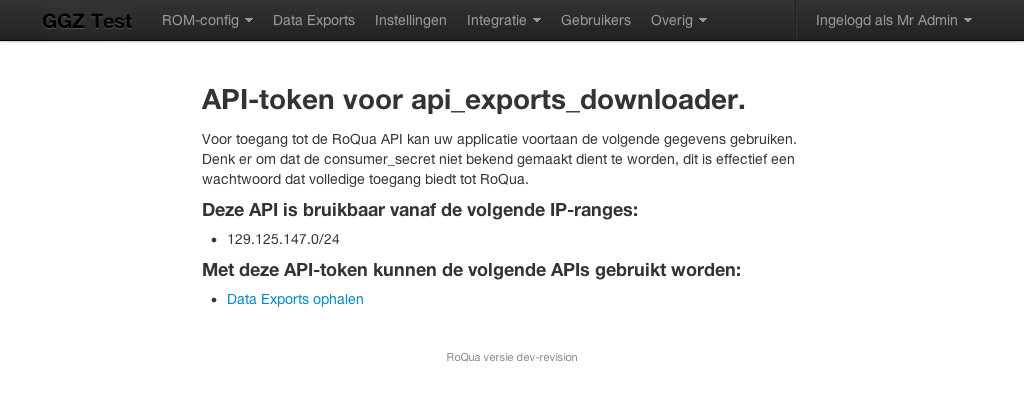 GGZ Test ROM-config Data Exports Instellingen Integratie Gebruikers Overig Ingelogd als Mr Admin
API-token voor api_exports_downloader.
Voor toegang tot de RoQua API kan uw applicatie voortaan de volgende gegevens gebruiken.
Denk er om dat de consumer_secret niet bekend gemaakt dient te worden, dit is effectief een
wachtwoord dat volledige toegang biedt tot RoQua.
Deze API is bruikbaar vanaf de volgende IP-ranges:
• 129.125.147.0/24
Met deze API-token kunnen de volgende APIs gebruikt worden:
• Data Exports ophalen
RoQua versie dev-revision